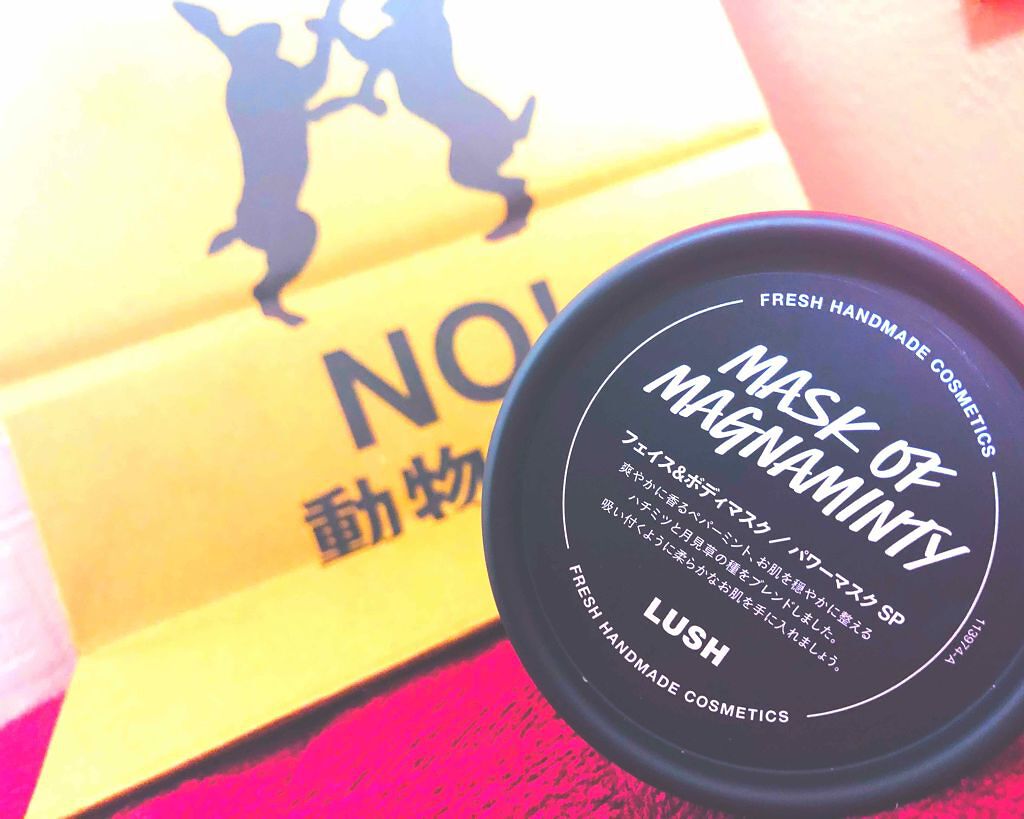 NO!
動物
FRESH HANDMADE COSMETICS
MASK OF
MAGNAMINTY
フェイス&ボディマスク / パワーマスク SP
爽やかに香るペパーミント、お肌を穏やかに整える
ハチミツと月見草の種をブレンドしました。
吸い付くように柔らかなお肌を手に入れましょう。
LUSH
FRESH HANDMADE COSMETICS
113974-A